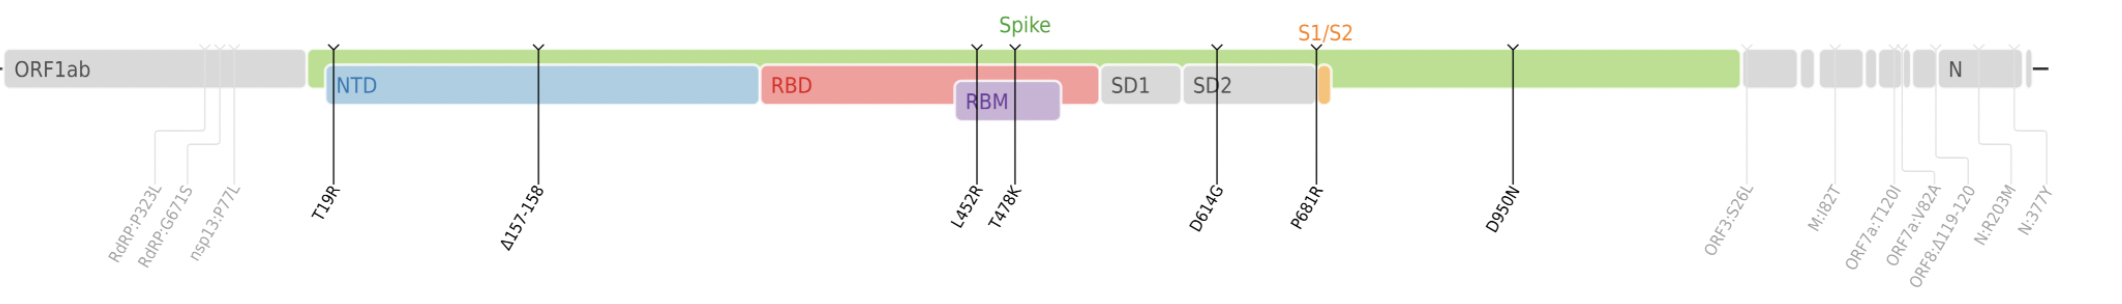 Spike
S1/S2
ORF1ab
NTD
RBD
RBM
SD1
SD2
N
RdRP:P323L
RdRP:G671S
nsp13:P77L
T19R
Δ157-158
L452R
T478K
D614G
P681R
D950N
ORF3:S26L
M:I82T
ORF7a:T120I
ORF7a:V82A
ORF8:Δ119-120
N:R203M
N:377Y